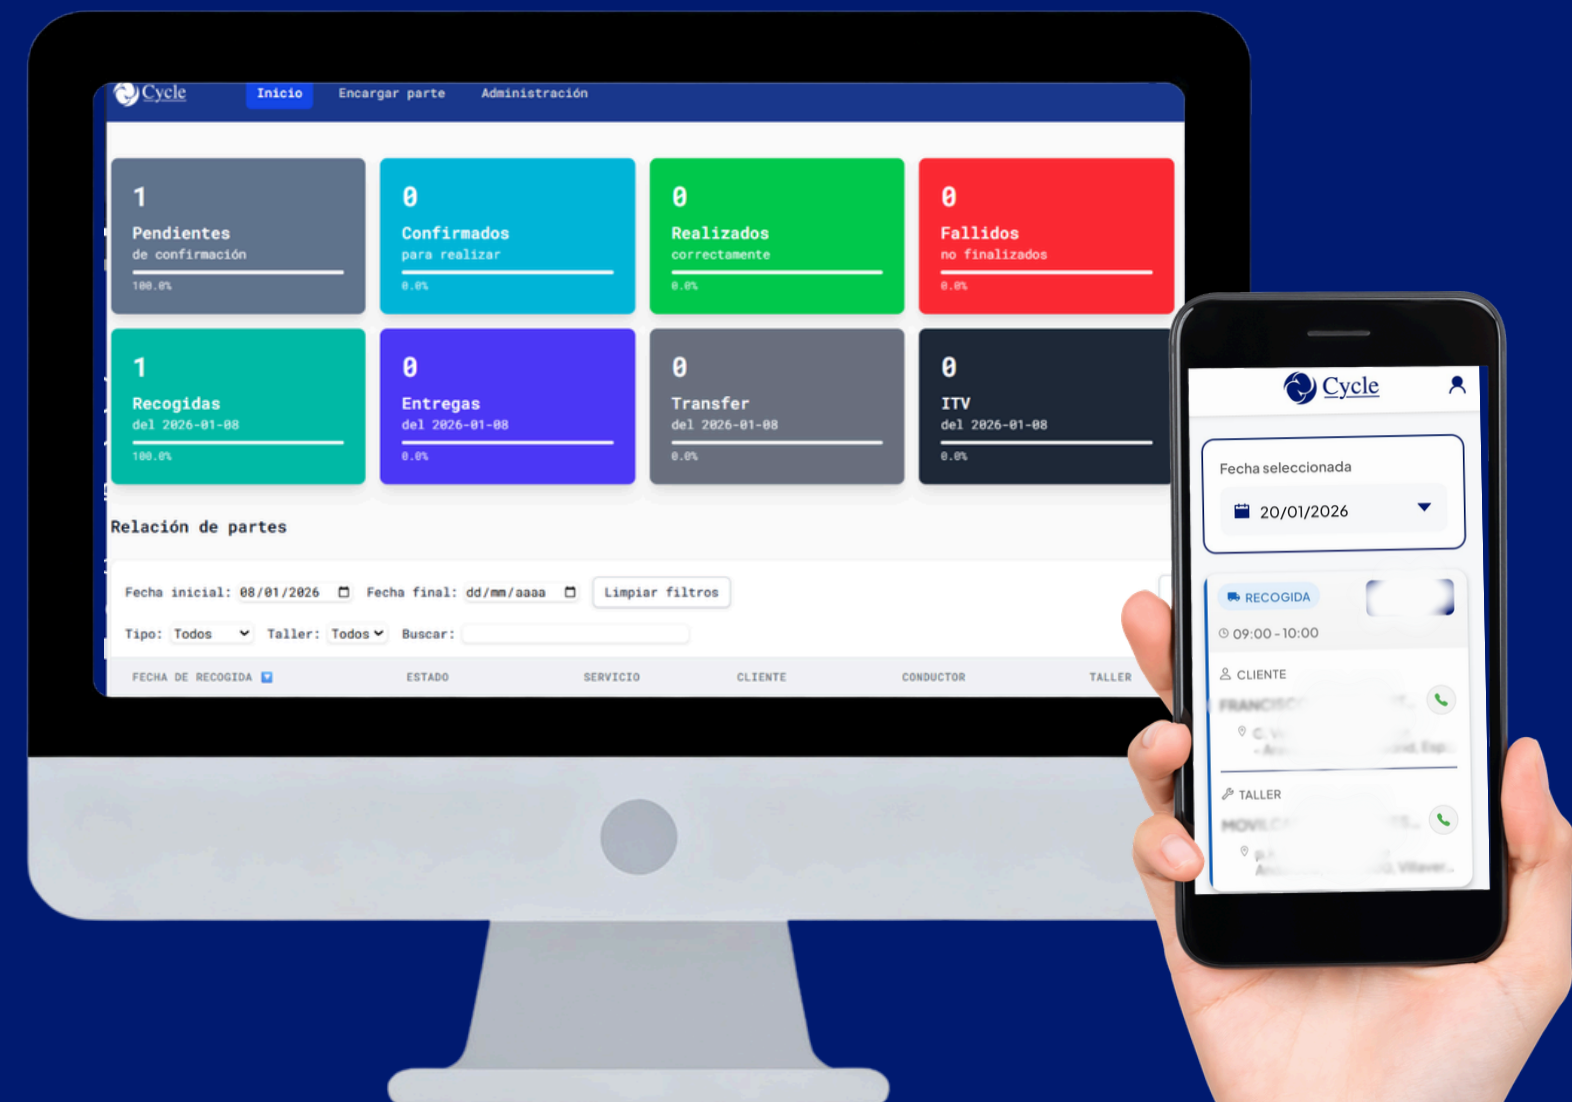 Cycle
Inicio
Encargar parte
Administración
1
Pendientes
de confirmación
100.0%
0
Confirmados
para realizar
0.0%
0
Realizados
correctamente
0.0%
0
Fallidos
no finalizados
0.0%
1
Recogidas
del 2026-01-08
100.0%
0
Entregas
del 2026-01-08
0.0%
0
Transfer
del 2026-01-08
0.0%
0
ITV
del 2026-01-08
0.0%
Relación de partes
Fecha inicial: 08/01/2026 Fecha final: dd/mm/aaaa Limpiar filtros
Tipo: Todos Taller: Todos Buscar:
FECHA DE RECOGIDA ESTADO SERVICIO CLIENTE CONDUCTOR TALLER
Cycle
Fecha seleccionada
20/01/2026
RECOGIDA
09:00 - 10:00
CLIENTE
TALLER